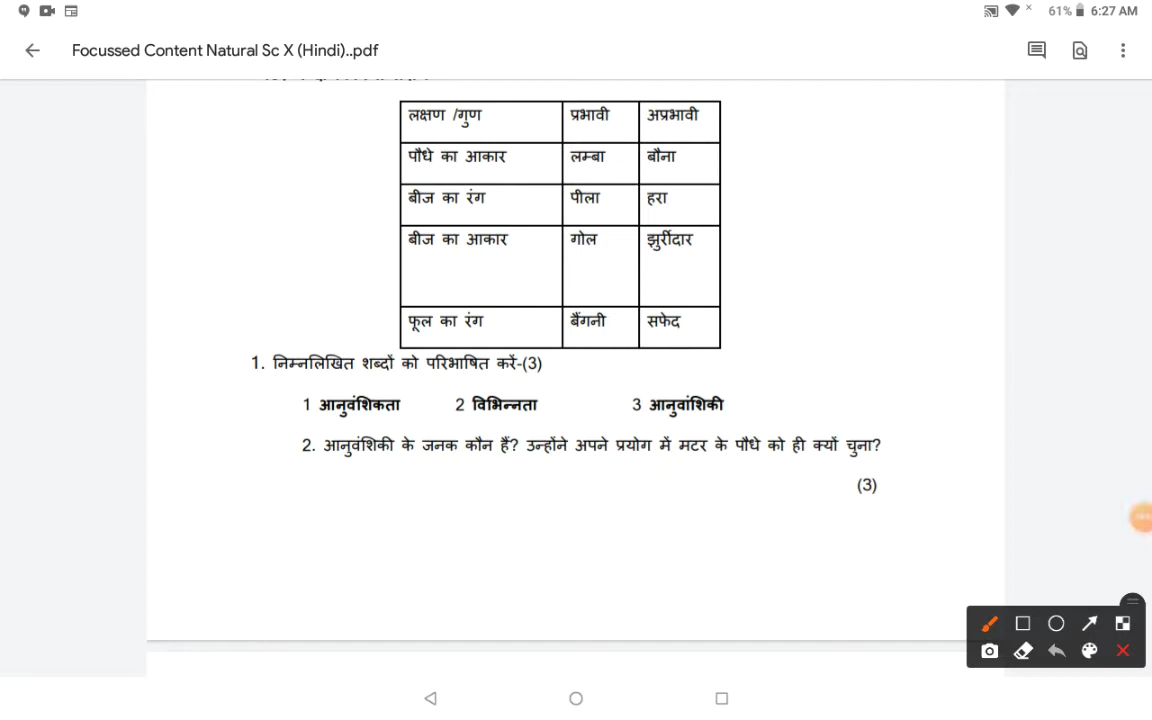 61% 6:27 AM
Focussed Content Natural Sc X (Hindi)..pdf
लक्षण /गुण प्रभावी अप्रभावी
पौधे का आकार लम्बा बौना
बीज का रंग पीला हरा
बीज का आकार गोल झुर्रीदार
फूल का रंग बैंगनी सफेद
1. निम्नलिखित शब्दों को परिभाषित करें-(3)
1 आनुवंशिकता 2 विभिन्नता 3 आनुवांशिकी
2. आनुवंशिकी के जनक कौन हैं? उन्होंने अपने प्रयोग में मटर के पौधे को ही क्यों चुना?
(3)